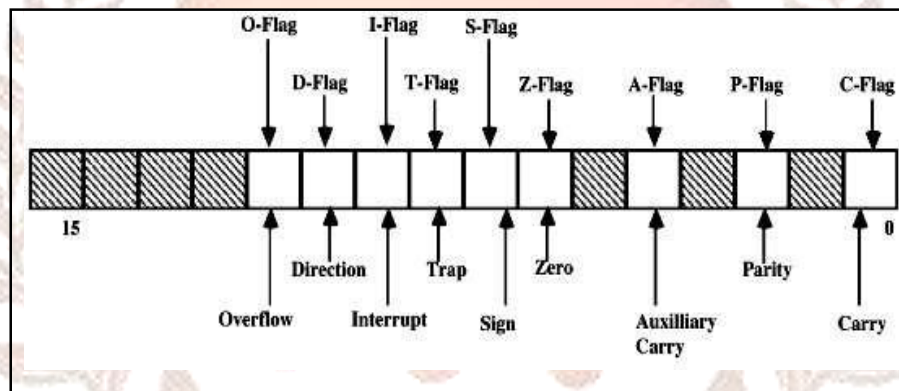 O-Flag I-Flag S-Flag
D-Flag T-Flag Z-Flag A-Flag P-Flag C-Flag
15 0
Direction Trap Zero Parity
Overflow Interrupt Sign Auxilliary Carry
Carry